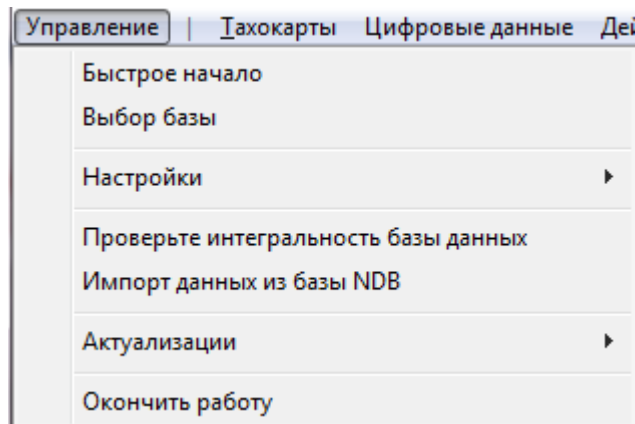 Управление | Тахокарты Цифровые данные Дей
Быстрое начало
Выбор базы
Настройки
Проверьте интегральность базы данных
Импорт данных из базы NDB
Актуализации
Окончить работу